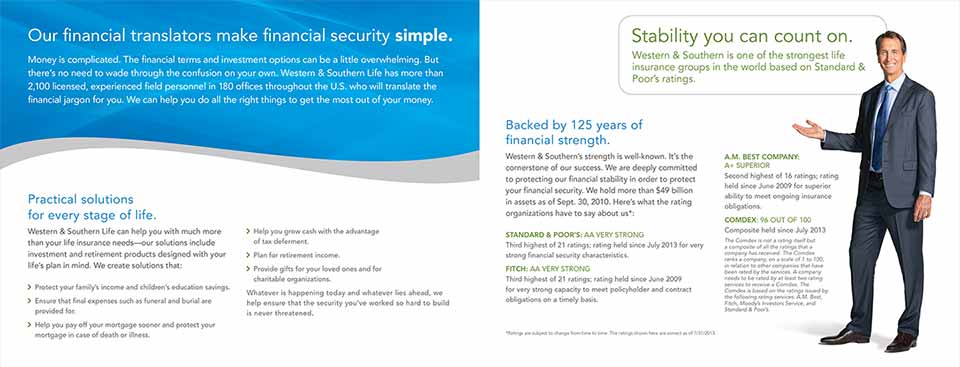 Our financial translators make financial security simple.
Money is complicated. The financial terms and investment options can be a little overwhelming. But
there's no need to wade through the confusion on your own. Western & Southern Life has more than
2,100 licensed, experienced field personnel in 180 offices throughout the U.S. who will translate the
financial jargon for you. We can help you do all the right things to get the most out of your money.
Practical solutions
for every stage of life.
Western & Southern Life can help you with much more
than your life insurance needs—our solutions include
investment and retirement products designed with your
life's plan in mind. We create solutions that:
> Protect your family's income and children's education savings.
> Ensure that final expenses such as funeral and burial are
provided for.
> Help you pay off your mortgage sooner and protect your
mortgage in case of death or illness.
> Help you grow cash with the advantage
of tax deferment.
> Plan for retirement income.
> Provide gifts for your loved ones and for
charitable organizations.
Whatever is happening today and whatever lies ahead, we
help ensure that the security you've worked so hard to build
is never threatened.
Stability you can count on.
Western & Southern is one of the strongest life
insurance groups in the world based on Standard &
Poor's ratings.
Backed by 125 years of
financial strength.
Western & Southern's strength is well-known. It's the
cornerstone of our success. We are deeply committed
to protecting our financial stability in order to protect
your financial security. We hold more than $49 billion
in assets as of Sept. 30, 2010. Here's what the rating
organizations have to say about us*:
STANDARD & POOR'S: AA VERY STRONG
Third highest of 21 ratings; rating held since July 2013 for very
strong financial security characteristics.
FITCH: AA VERY STRONG
Third highest of 21 ratings; rating held since June 2009
for very strong capacity to meet policyholder and contract
obligations on a timely basis.
A.M. BEST COMPANY:
A+ SUPERIOR
Second highest of 16 ratings; rating
held since June 2009 for superior
ability to meet ongoing insurance
obligations.
COMDEX: 96 OUT OF 100
Composite held since July 2013
The Comdex is not a rating itself but
a composite of all the ratings that a
company has received. The Comdex
ranks a company, on a scale of 1 to 100,
in relation to other companies that have
been rated by the services. A company
needs to be rated by at least two rating
services to receive a Comdex. The
Comdex is based on the ratings issued by
the following rating services: A.M. Best,
Fitch, Moody's Investors Service, and
Standard & Poor's.
*Ratings are subject to change from time to time. The ratings shown here are correct as of 7/31/2013.